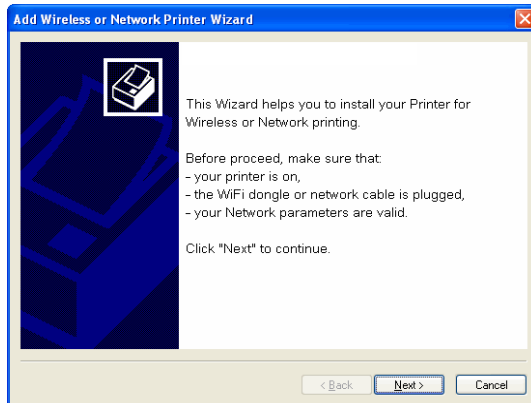 Add Wireless or Network Printer Wizard
This Wizard helps you to install your Printer for
Wireless or Network printing.
Before proceed, make sure that:
- your printer is on,
- the WiFi dongle or network cable is plugged,
- your Network parameters are valid.
Click "Next" to continue.
< Back
Next >
Cancel